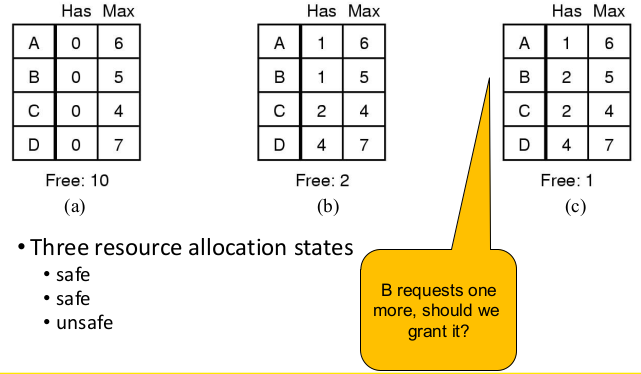 Has Max
A 0 6
B 0 5
C 0 4
D 0 7
Free: 10
(a)
Has Max
A 1 6
B 1 5
C 2 4
D 4 7
Free: 2
(b)
Has Max
A 1 6
B 2 5
C 2 4
D 4 7
Free: 1
(c)
• Three resource allocation states
• safe
• safe
• unsafe
B requests one
more, should we
grant it?